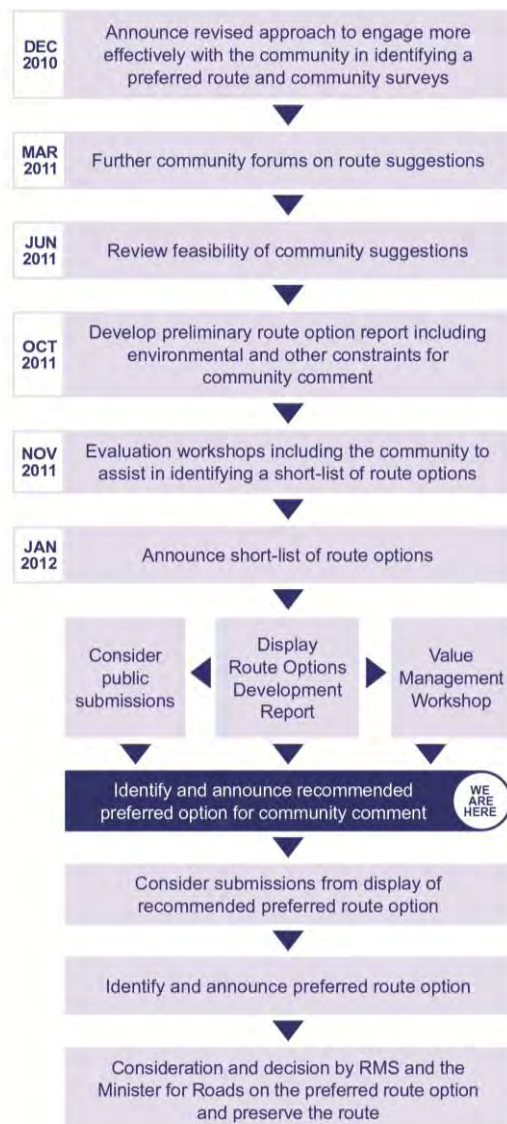 DEC
2010
Announce revised approach to engage more
effectively with the community in identifying a
preferred route and community surveys
MAR
2011
Further community forums on route suggestions
JUN
2011
Review feasibility of community suggestions
OCT
2011
Develop preliminary route option report including
environmental and other constraints for
community comment
NOV
2011
Evaluation workshops including the community to
assist in identifying a short-list of route options
JAN
2012
Announce short-list of route options
Consider
public
submissions
Display
Route Options
Development
Report
Value
Management
Workshop
Identify and announce recommended
preferred option for community comment
WE
ARE
HERE
Consider submissions from display of
recommended preferred route option
Identify and announce preferred route option
Consideration and decision by RMS and the
Minister for Roads on the preferred route option
and preserve the route